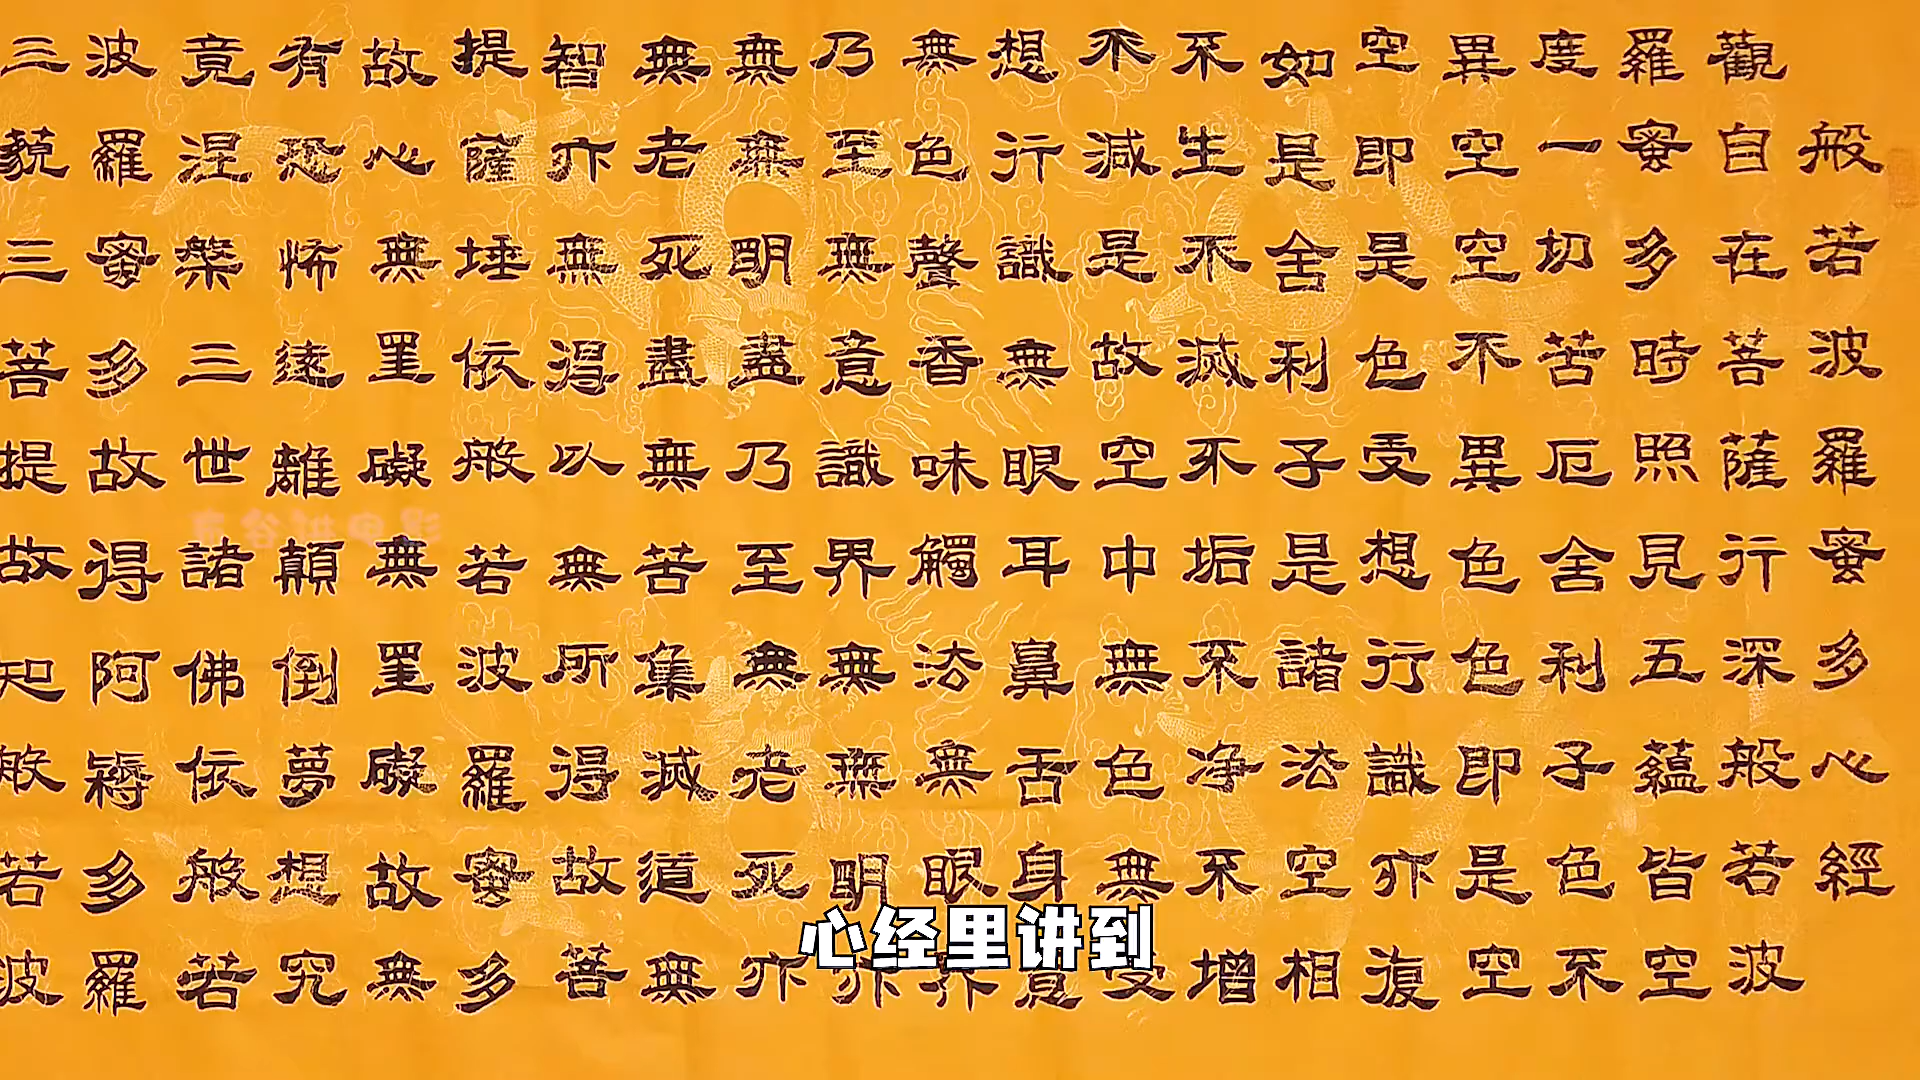 般若波羅蜜多心經
觀自在菩薩行深般若波
羅蜜多時照見五蘊皆空
度一切苦厄舍利子色不
異空空不異色色即是空
空即是色受想行識亦復
如是舍利子是諸法空相
不生不滅不垢不净不增
不減是故空中無色無受
想行識無眼耳鼻舌身意
無色聲香味觸法無眼界
乃至無意識界無無明亦
無無明盡乃至無老死亦
無老死盡無苦集滅道無
智亦無得以無所得故菩
提薩埵依般若波羅蜜多
故心無罣礙無罣礙故無
有恐怖遠離顛倒夢想究
竟涅槃三世諸佛依般若
波羅蜜多故得阿耨多羅
三藐三菩提故知般若波
心经里讲到